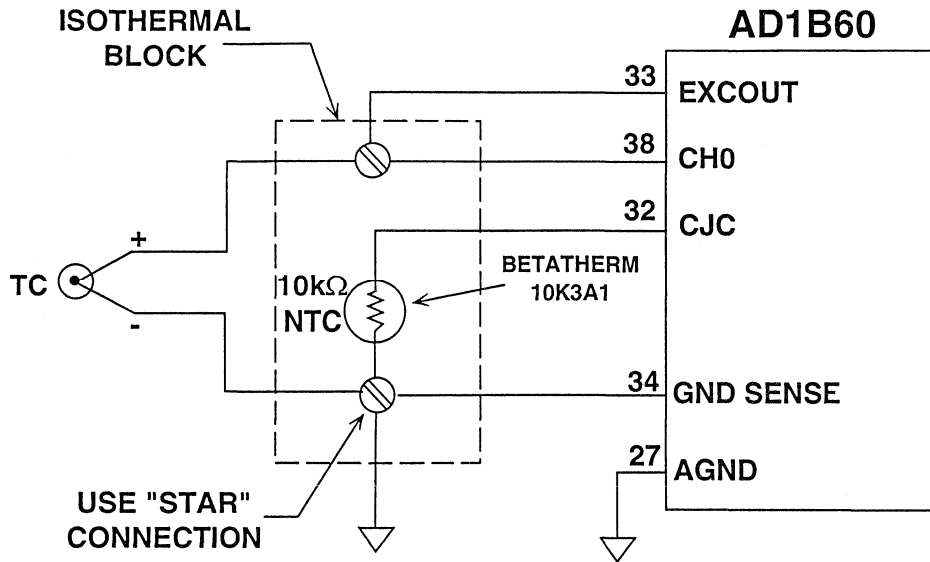 ISOTHERMAL
BLOCK
AD1B60
33
EXCOUT
38
CH0
32
CJC
+
TC
-
10kΩ
NTC
BETATHERM
10K3A1
34
GND SENSE
27
AGND
USE "STAR"
CONNECTION